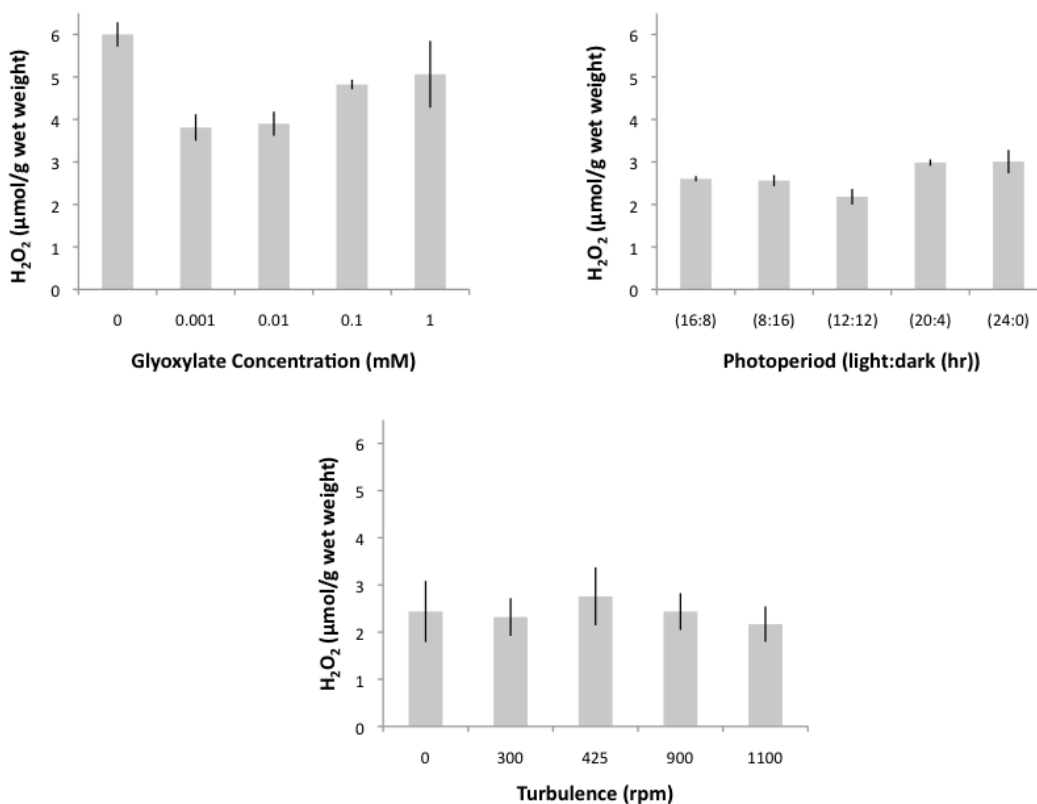 H₂O₂ (μmol/g wet weight)
6
5
4
3
2
1
0
0 0.001 0.01 0.1 1
Glyoxylate Concentration (mM)
H₂O₂ (μmol/g wet weight)
6
5
4
3
2
1
0
(16:8) (8:16) (12:12) (20:4) (24:0)
Photoperiod (light:dark (hr))
H₂O₂ (μmol/g wet weight)
6
5
4
3
2
1
0
0 300 425 900 1100
Turbulence (rpm)